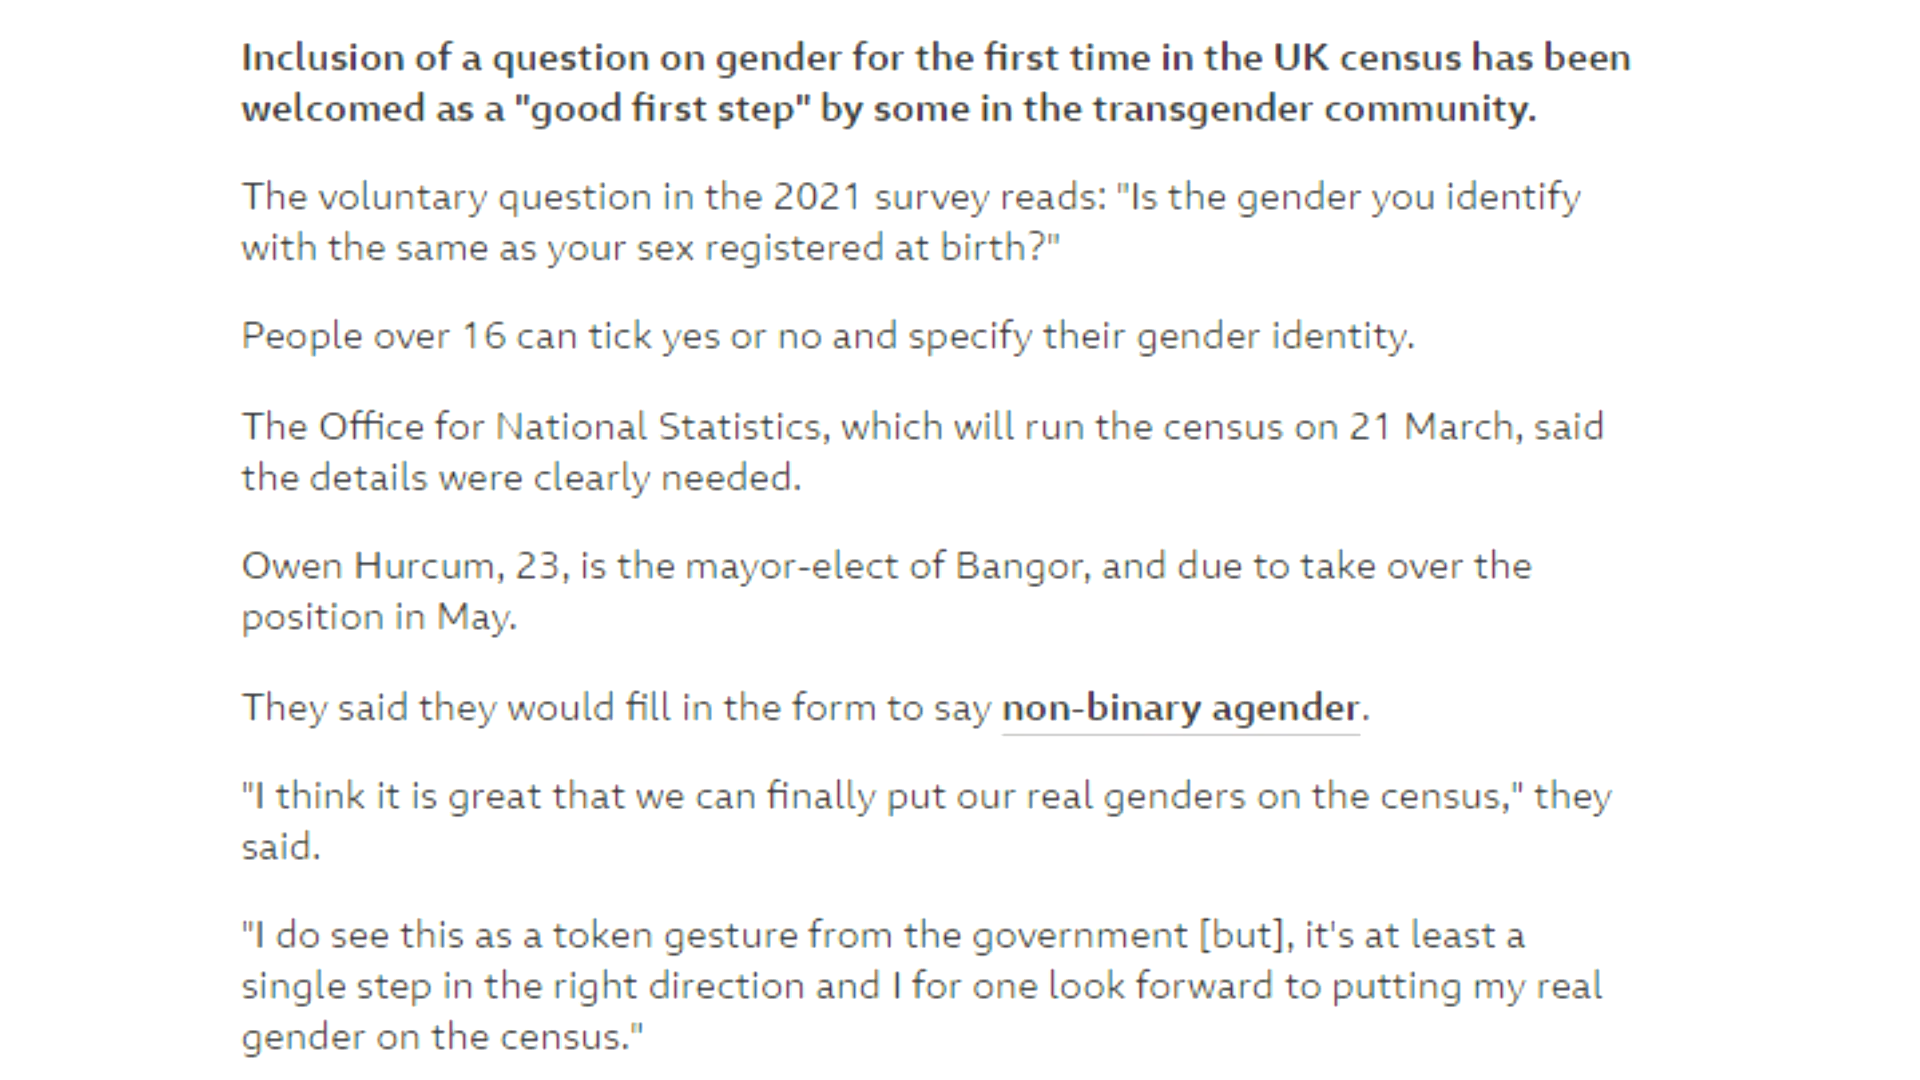 Inclusion of a question on gender for the first time in the UK census has been
welcomed as a "good first step" by some in the transgender community.
The voluntary question in the 2021 survey reads: "Is the gender you identify
with the same as your sex registered at birth?"
People over 16 can tick yes or no and specify their gender identity.
The Office for National Statistics, which will run the census on 21 March, said
the details were clearly needed.
Owen Hurcum, 23, is the mayor-elect of Bangor, and due to take over the
position in May.
They said they would fill in the form to say non-binary agender.
"I think it is great that we can finally put our real genders on the census," they
said.
"I do see this as a token gesture from the government [but], it's at least a
single step in the right direction and I for one look forward to putting my real
gender on the census."